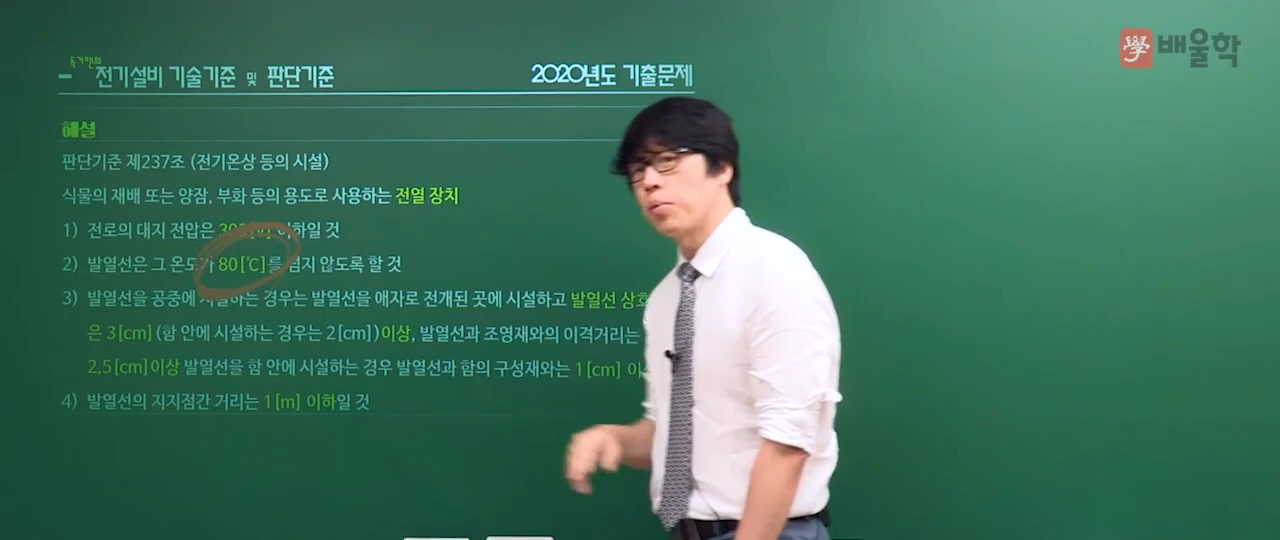 學 배울학
전기설비 기술기준 및 판단기준 2020년도 기출문제
해설
판단기준 제237조 (전기온상 등의 시설)
식물의 재배 또는 양잠, 부화 등의 용도로 사용하는 전열 장치
1) 전로의 대지 전압은 이하일 것
2) 발열선은 그 온도가 80[℃]를 넘지 않도록 할 것
3) 발열선을 공중에 시설하는 경우는 발열선을 애자로 전개된 곳에 시설하고 발열선 상호
은 3[cm] (함 안에 시설하는 경우는 2[cm])이상, 발열선과 조영재와의 이격거리는
2.5[cm]이상 발열선을 함 안에 시설하는 경우 발열선과 함의 구성재와는 1[cm] 이
4) 발열선의 지지점간 거리는 1[m] 이하일 것